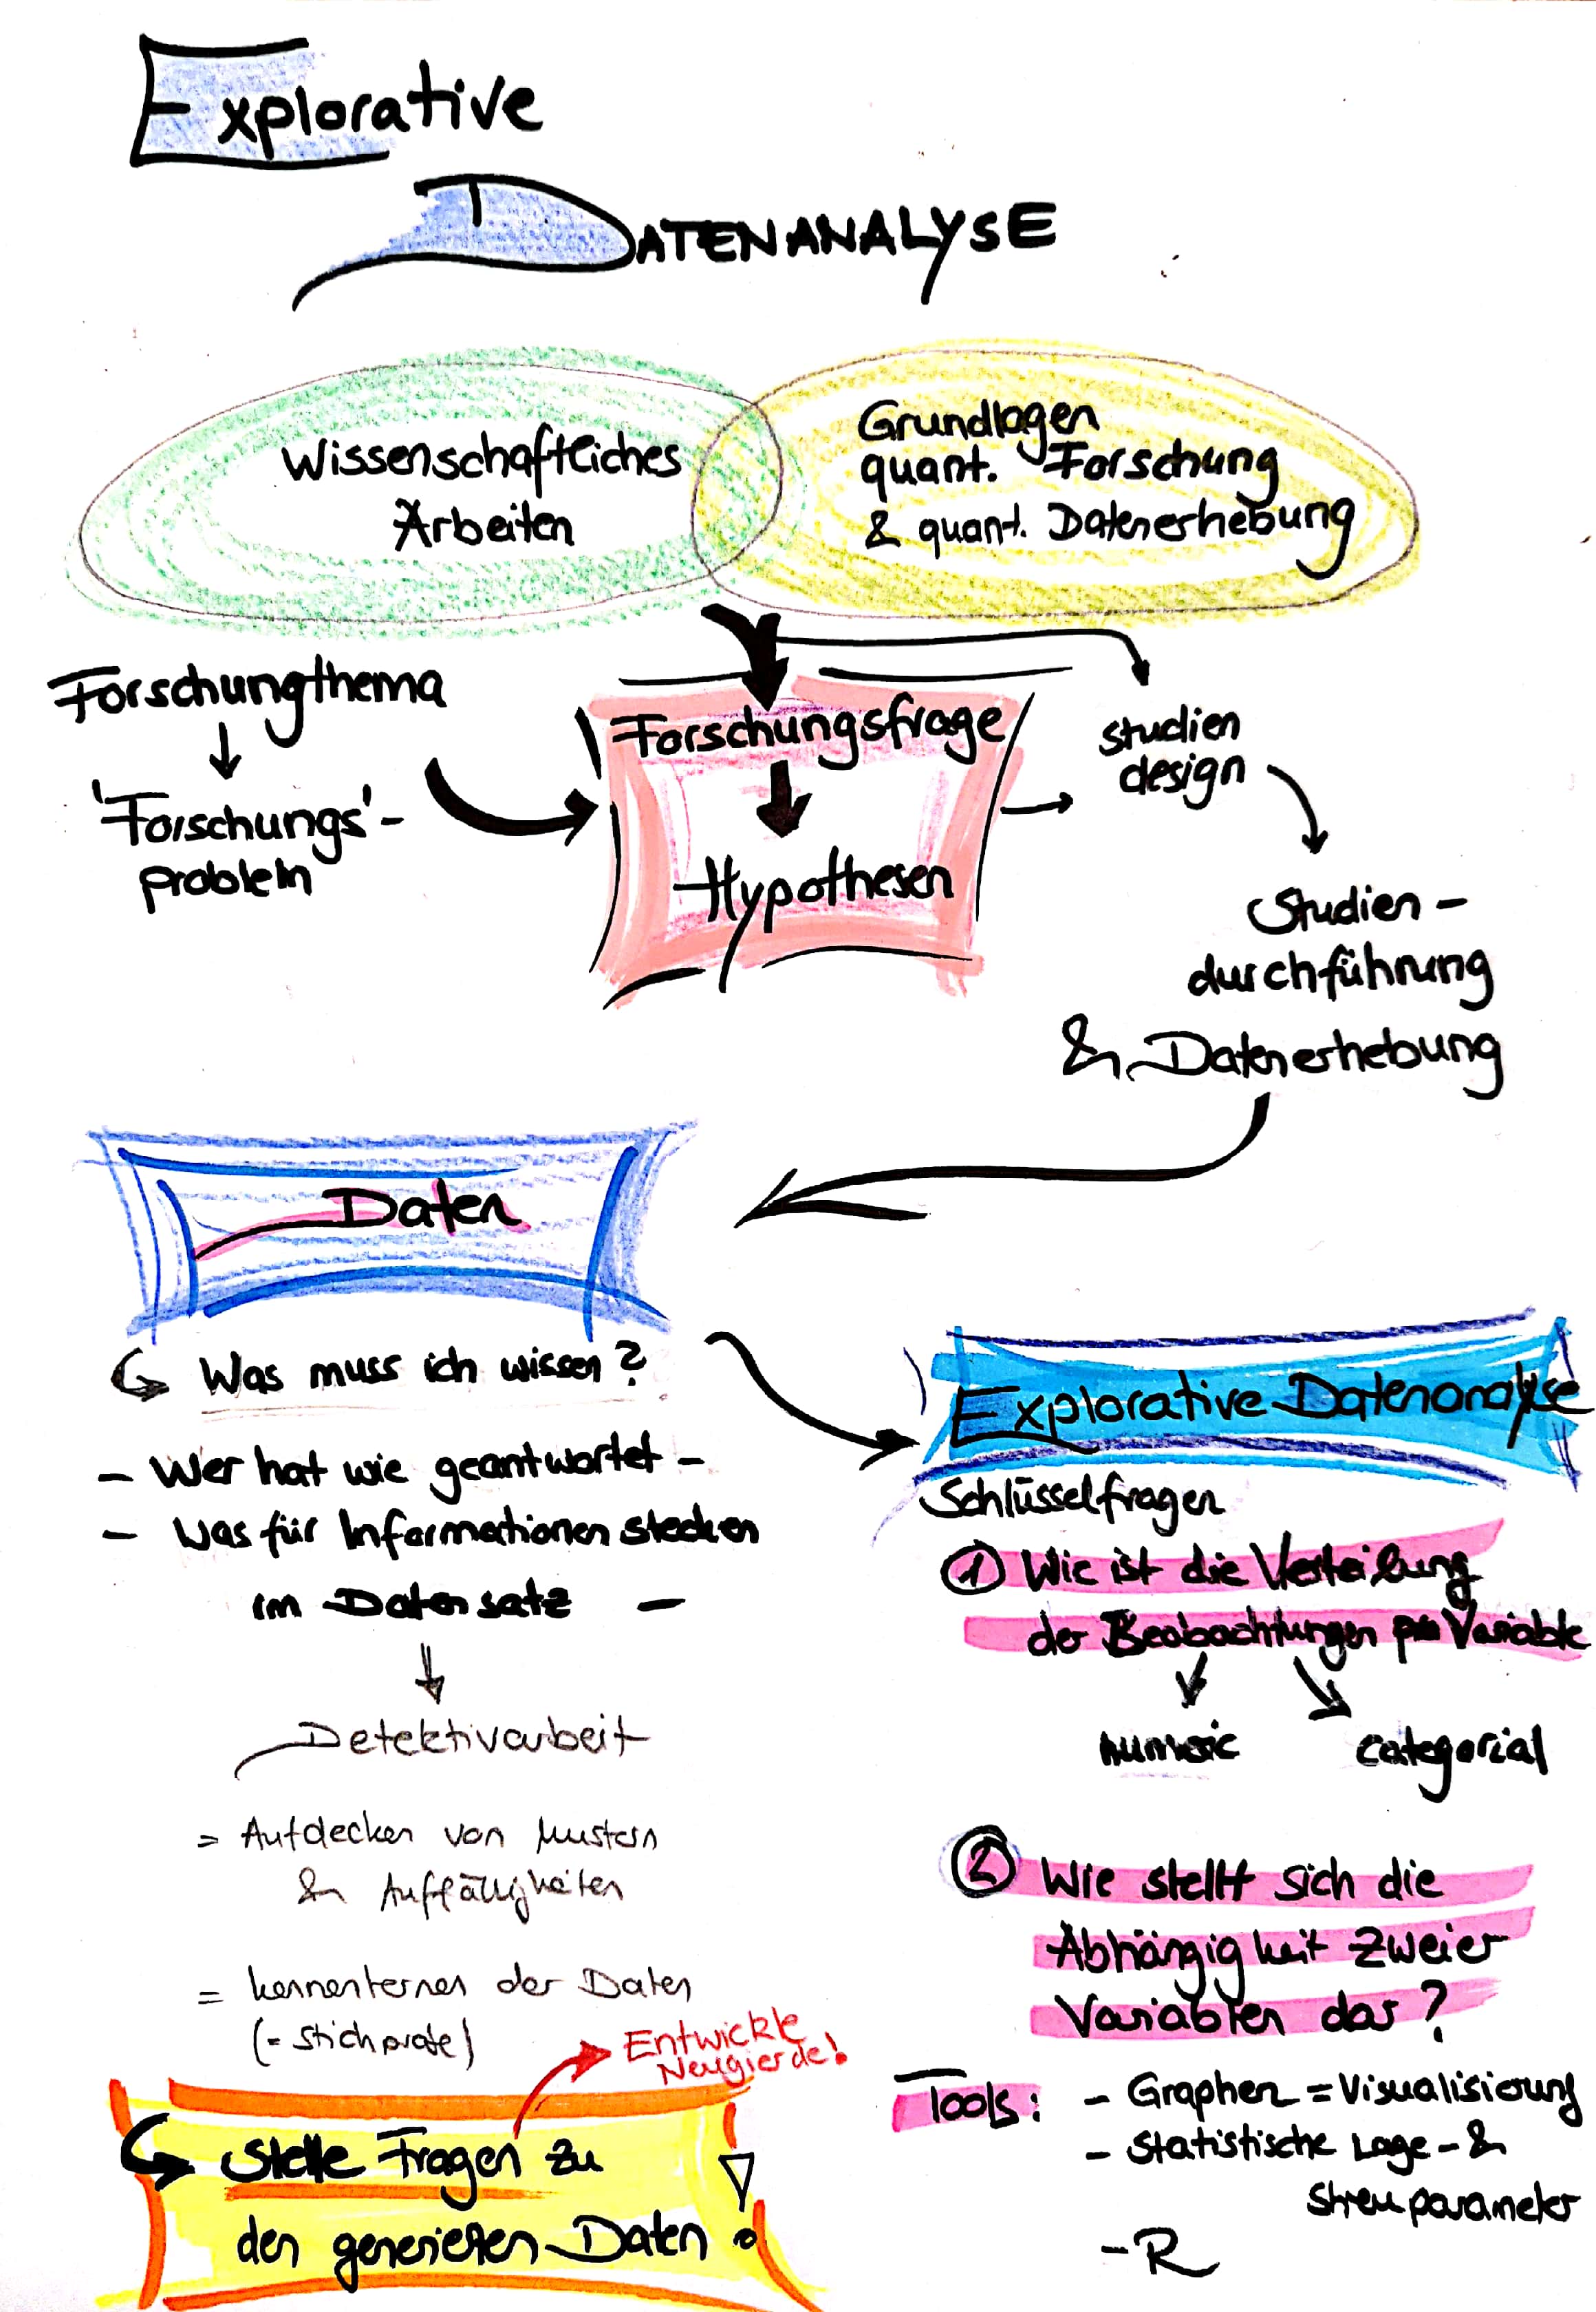 Explorative
DATENANALYSE
Wissenschaftliches
Arbeiten
Grundlagen
quant. Forschung
& quant. Datenerhebung
Forschungthema
'Forschungs'-
problem
Forschungsfrage
Hypothesen
studien
design
Studien-
durchführung
& Datenerhebung
Daten
Was muss ich wissen?
- Wer hat wie geantwortet -
- Was für Informationen stecken
im Datensatz -
Detektivarbeit
= Aufdecken von Mustern
& Auffälligkeiten
= kennenlernen der Daten
(= Stichprobe)
Entwickle
Neugierde!
Stelle Fragen zu
den generierten Daten !
Explorative Datenanalyse
Schlüsselfragen
① Wie ist die Verteilung
der Beobachtungen pro Variable
numeric
categorial
② Wie stellt sich die
Abhängigkeit zweier
Variablen dar?
Tools:
- Graphen = Visualisierung
- Statistische Lage- &
Streuparameter
- R